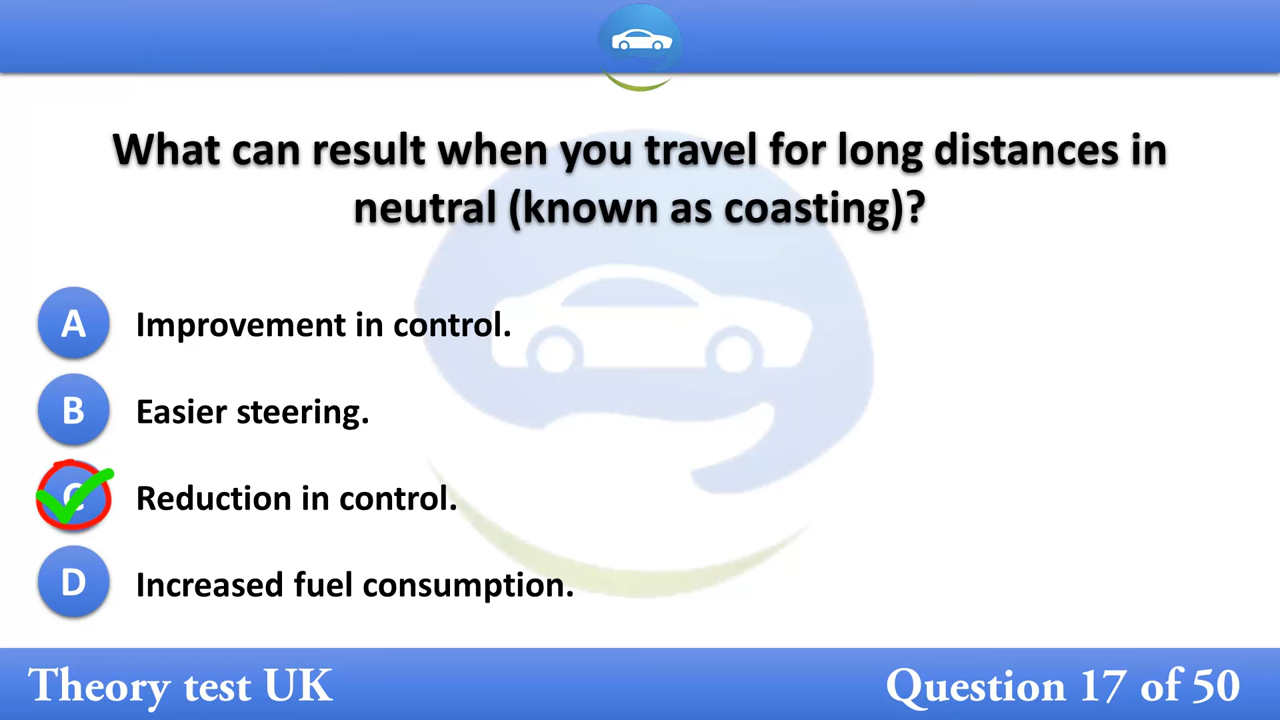 What can result when you travel for long distances in
neutral (known as coasting)?
A Improvement in control.
B Easier steering.
C Reduction in control.
D Increased fuel consumption.
Theory test UK
Question 17 of 50